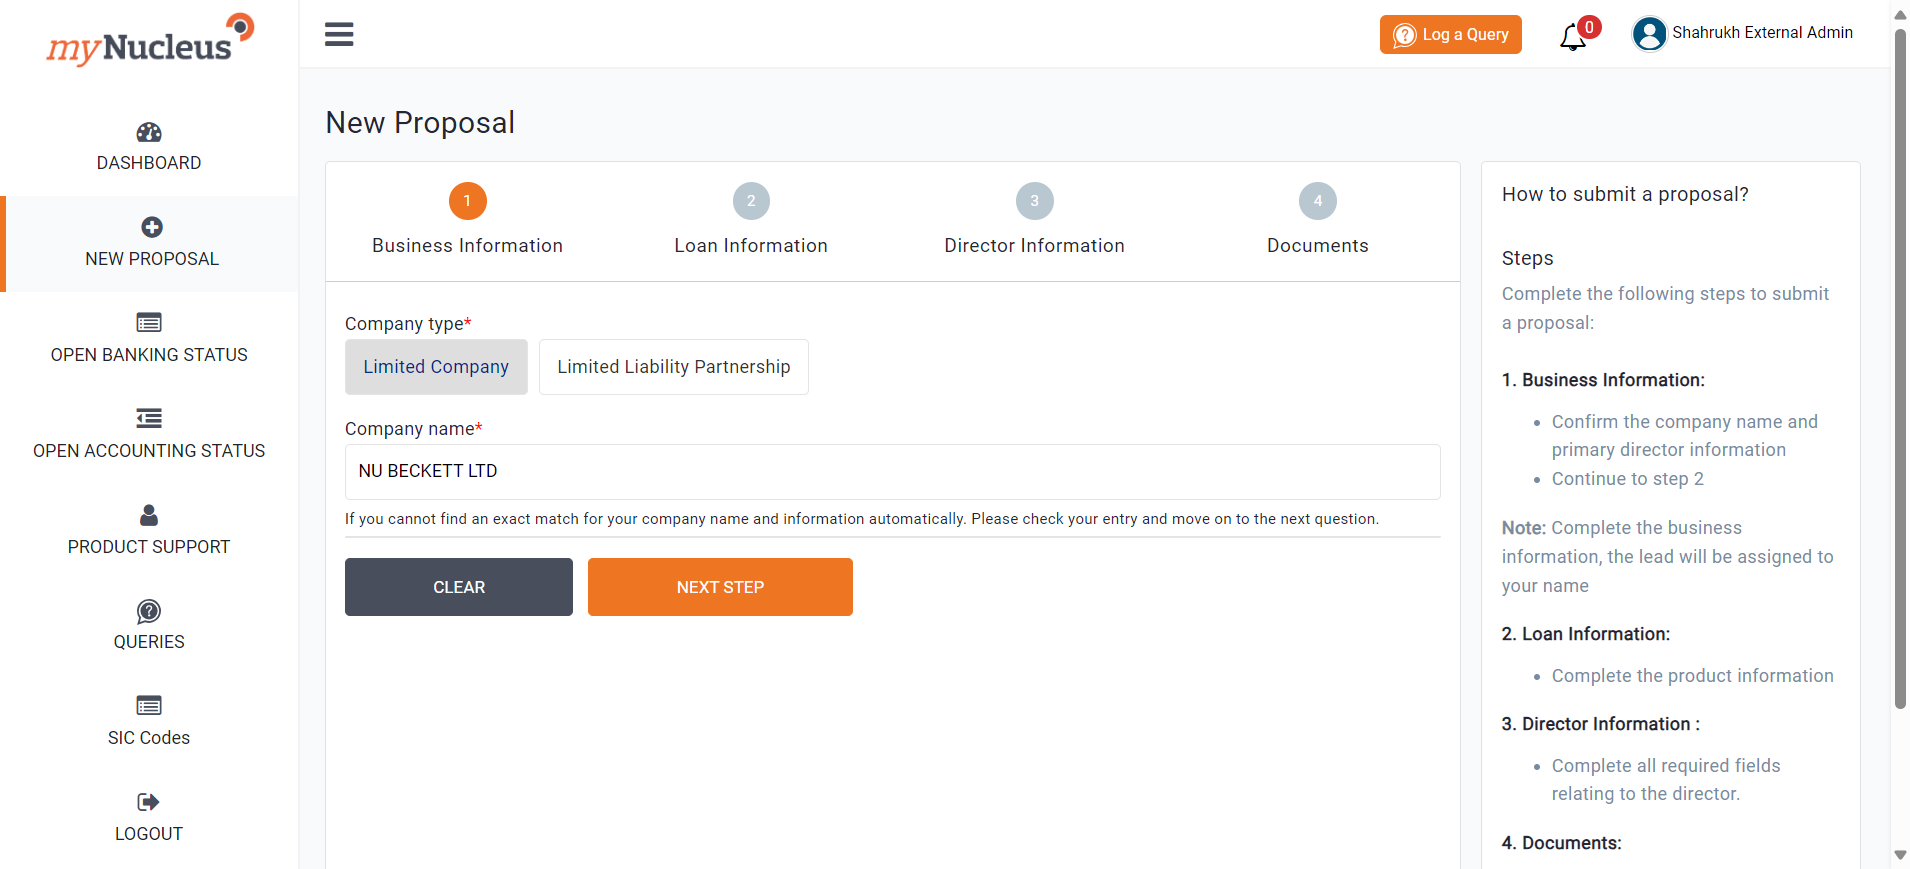 myNucleus
DASHBOARD
NEW PROPOSAL
OPEN BANKING STATUS
OPEN ACCOUNTING STATUS
PRODUCT SUPPORT
QUERIES
SIC Codes
LOGOUT
Log a Query
0
Shahrukh External Admin
New Proposal
1
Business Information
2
Loan Information
3
Director Information
4
Documents
Company type*
Limited Company
Limited Liability Partnership
Company name*
NU BECKETT LTD
If you cannot find an exact match for your company name and information automatically. Please check your entry and move on to the next question.
CLEAR
NEXT STEP
How to submit a proposal?
Steps
Complete the following steps to submit
a proposal:
1. Business Information:
• Confirm the company name and
primary director information
• Continue to step 2
Note: Complete the business
information, the lead will be assigned to
your name
2. Loan Information:
• Complete the product information
3. Director Information :
• Complete all required fields
relating to the director.
4. Documents: